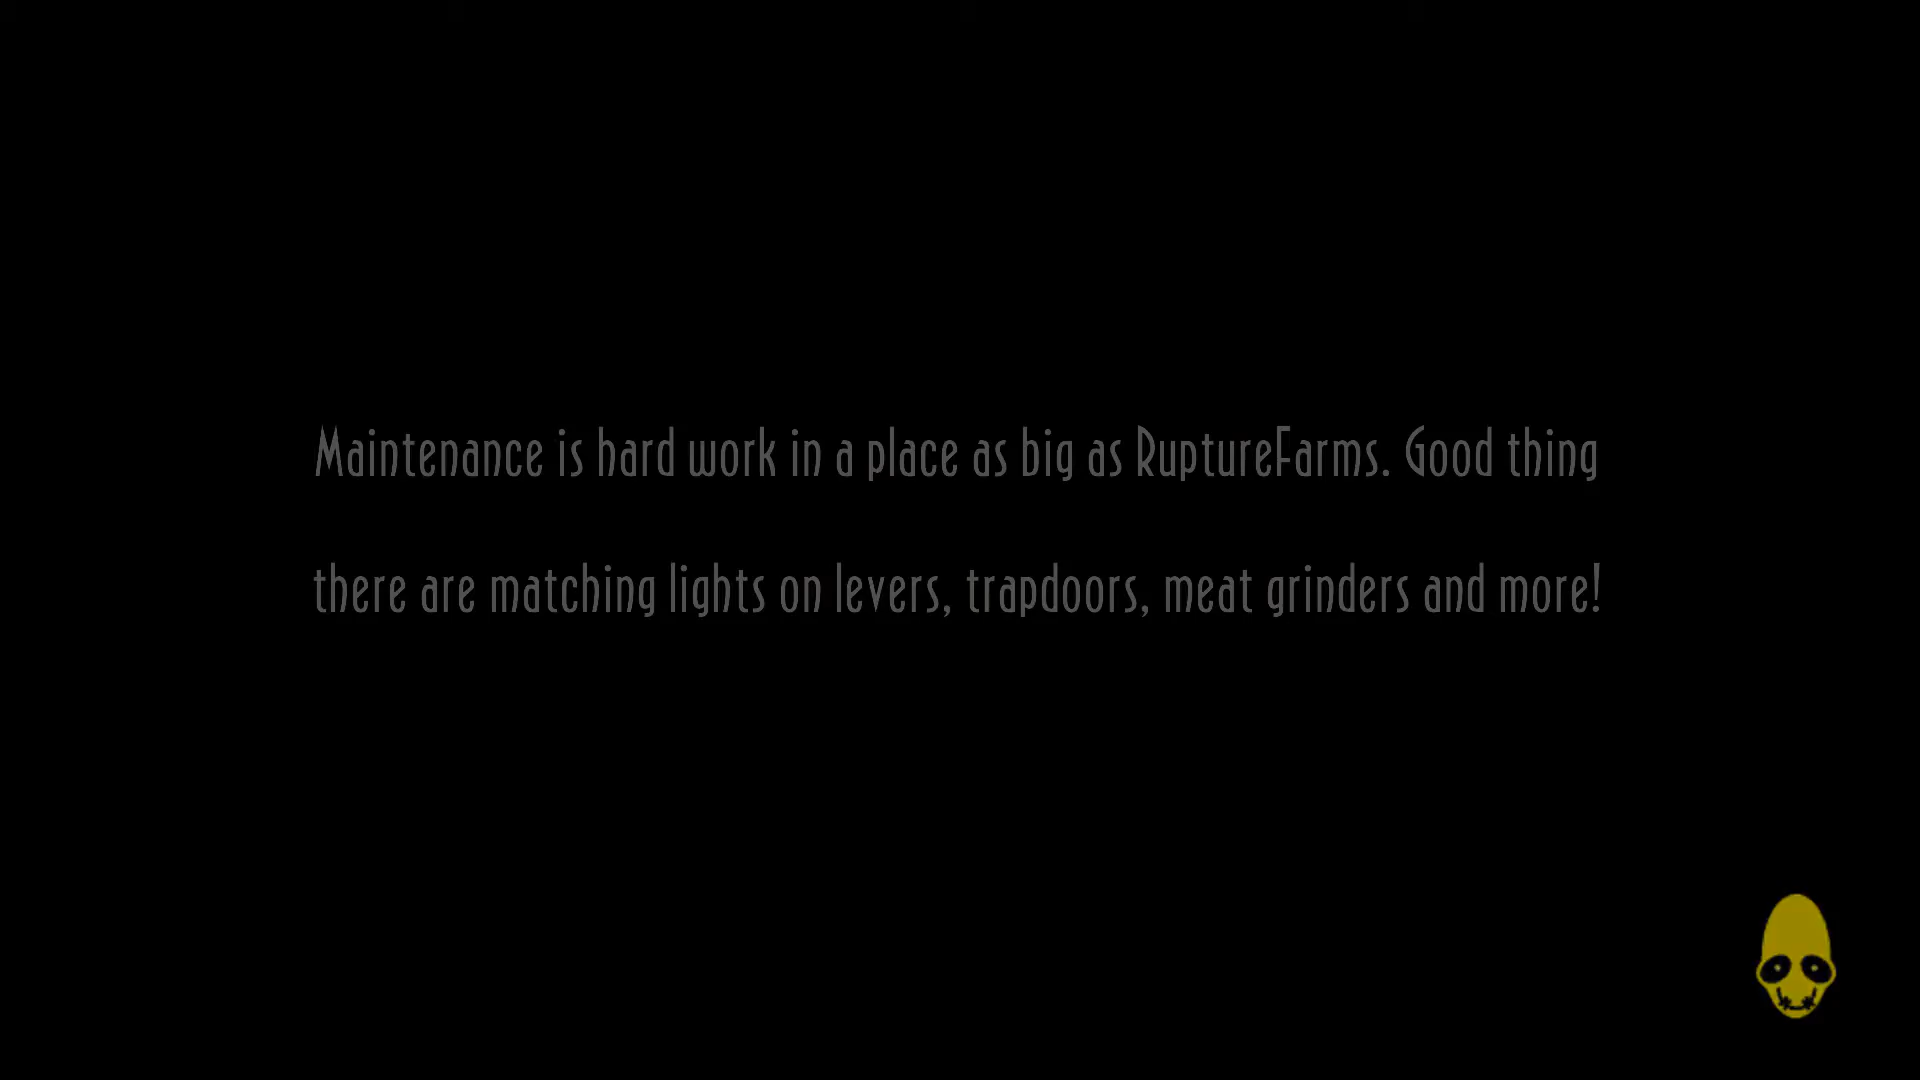 Maintenance is hard work in a place as big as RuptureFarms. Good thing
there are matching lights on levers, trapdoors, meat grinders and more!